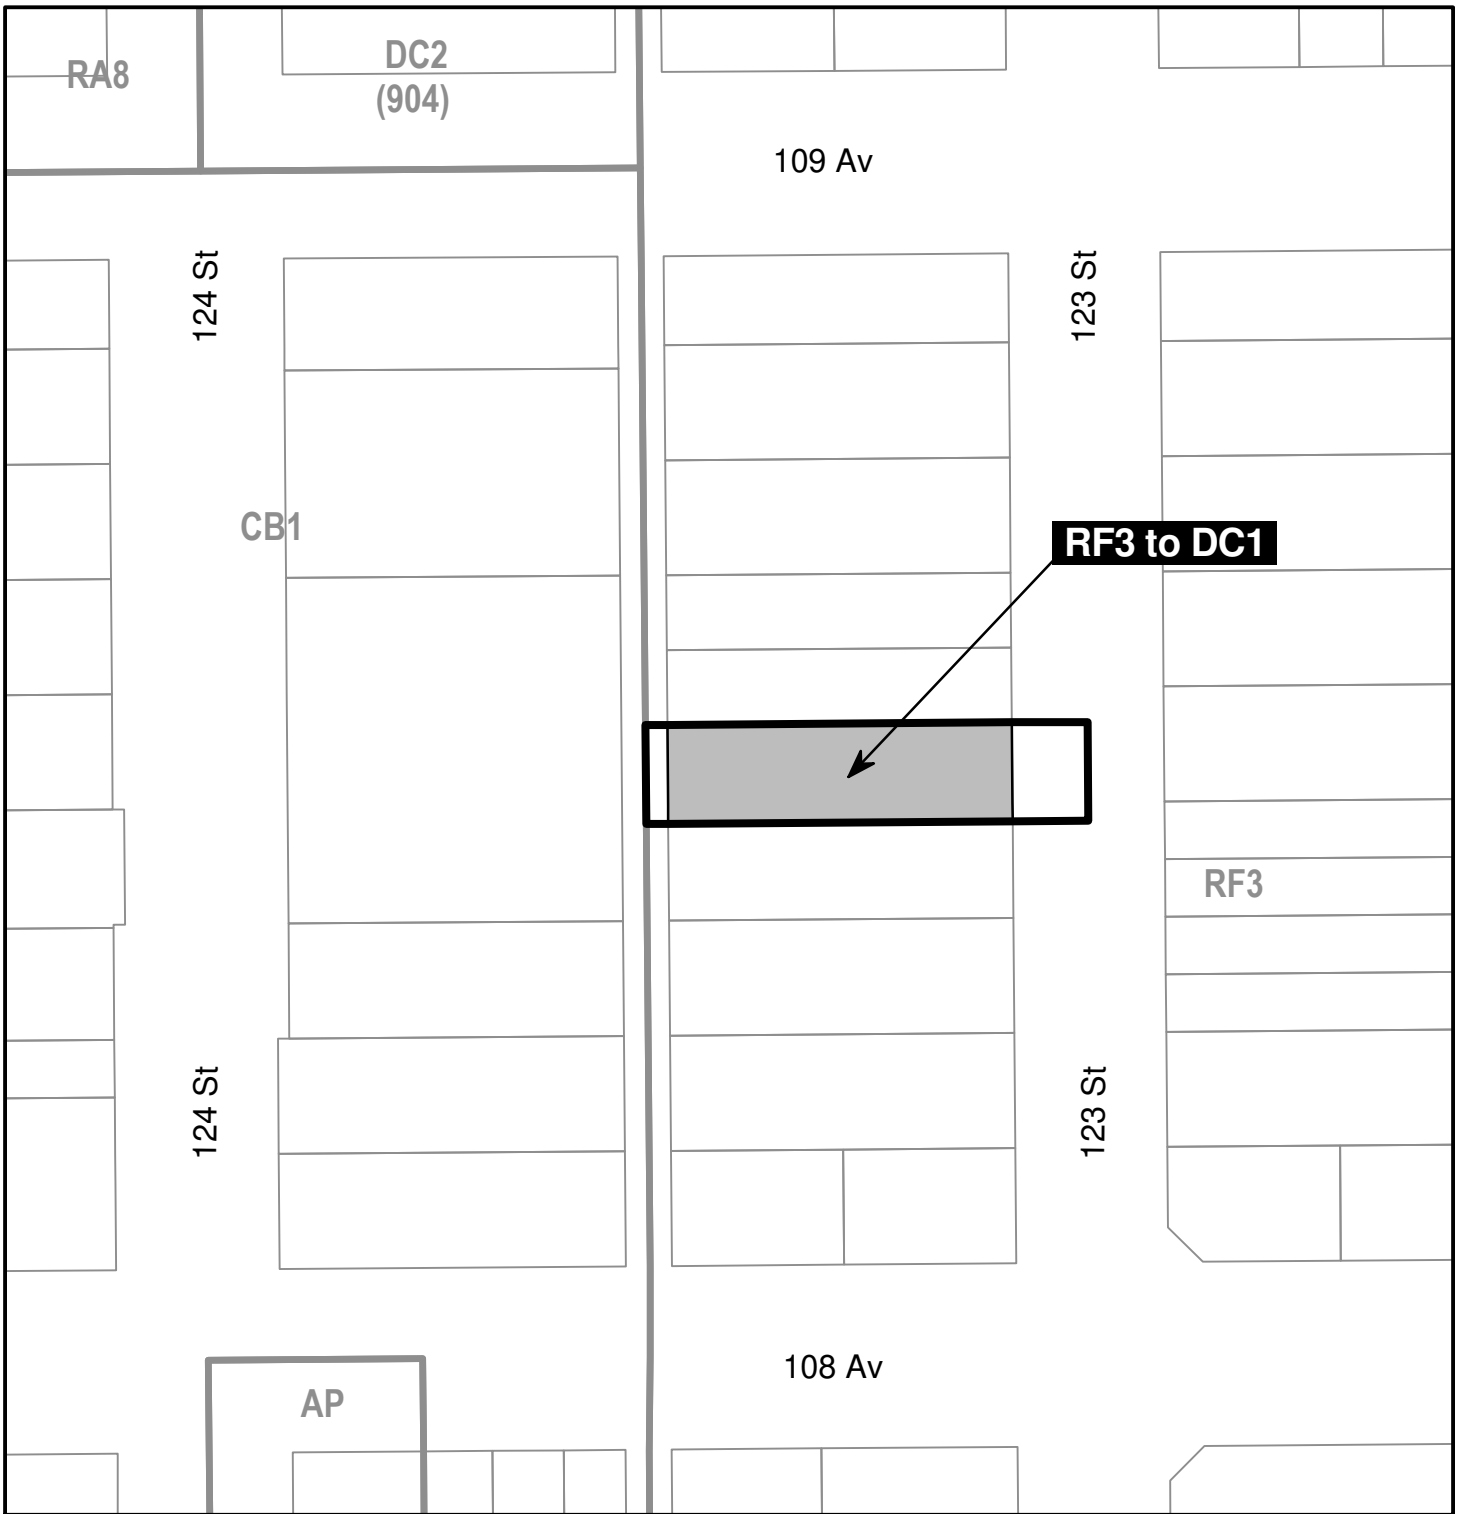 DC2
RA8
(904)
109 Av
124 St
123 St
CB1
RF3 to DC1
RF3
124 St
123 St
108 Av
AP